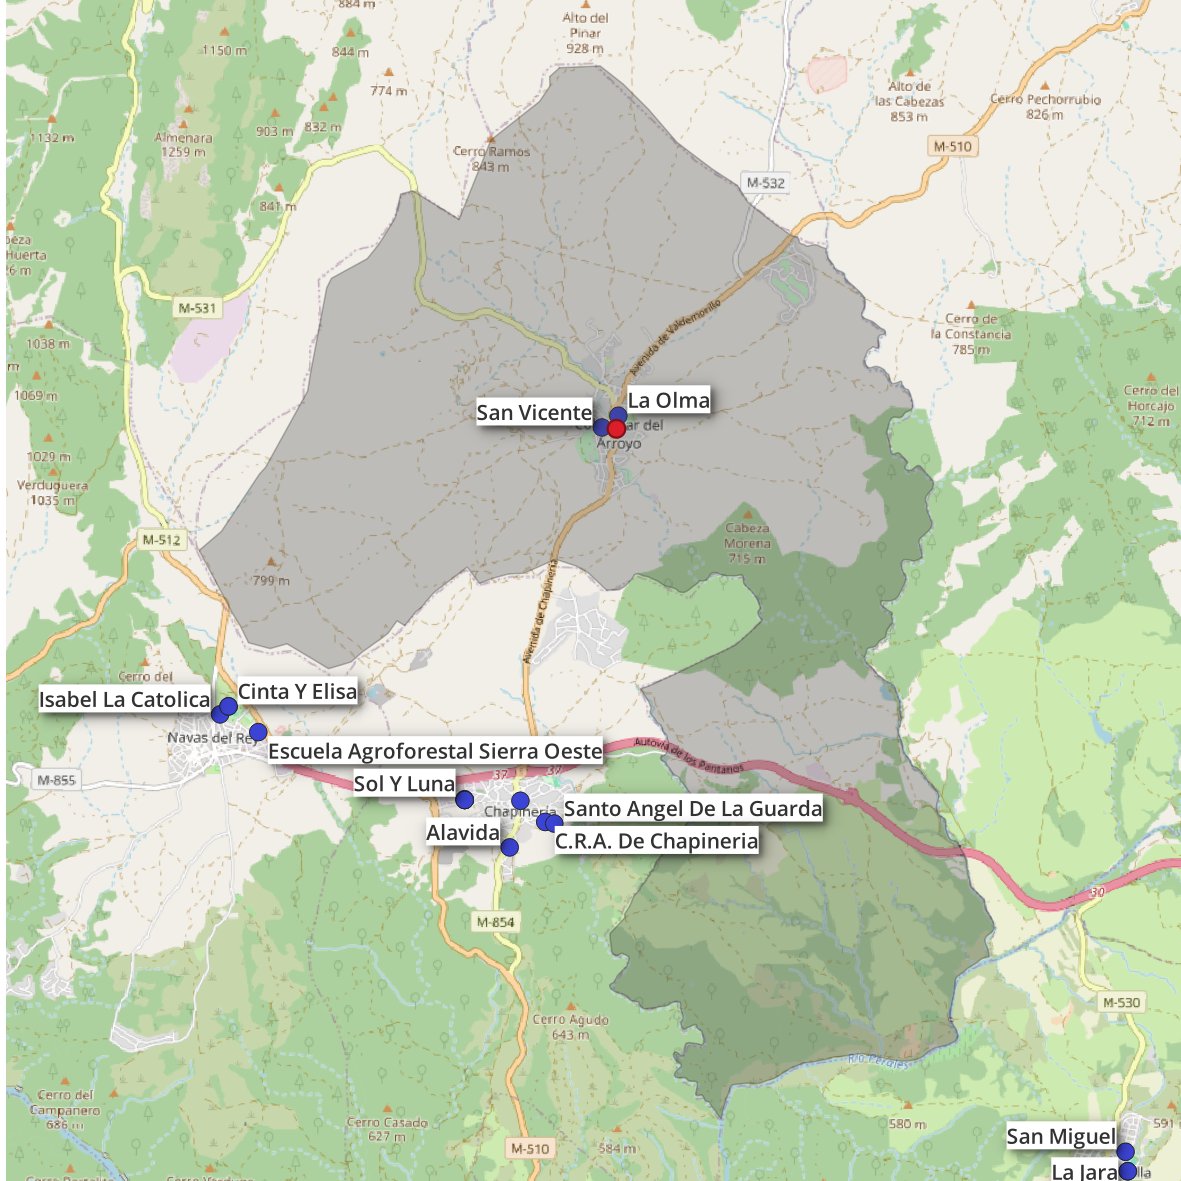 884 m
Alto del
Pinar
928 m
1150 m
844 m
774 m
Alto de
las Cabezas
853 m
Cerro Pechorrubio
826 m
1132 m
Almenara
1259 m
903 m
832 m
Cerro Ramos
843 m
M-510
M-532
841 m
Huerta
M-531
Avenida de Valdemorillo
Cerro de
la Constancia
785 m
1038 m
1069 m
Cerro del
Horcajo
712 m
La Olma
San Vicente
Arroyo
1029 m
Verduguera
1035 m
Cabeza
Morena
715 m
M-512
799 m
Avenida de Chapinería
Cerro del
Isabel La Catolica
Cinta Y Elisa
Navas del Rey
Escuela Agroforestal Sierra Oeste
Autovía de los Pantanos
M-855
37
37
Sol Y Luna
Chapinería
Santo Angel De La Guarda
Alavida
C.R.A. De Chapineria
30
M-854
M-530
Cerro Agudo
643 m
Río Perales
Cerro del
Campanero
686 m
Cerro Casado
627 m
580 m
591
San Miguel
M-510
584 m
La Jara